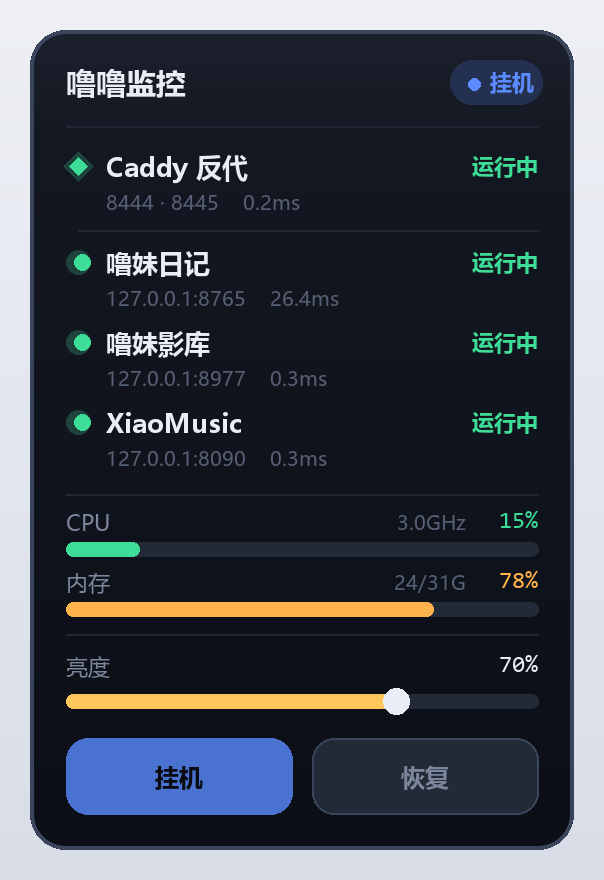 噜噜监控 挂机
Caddy 反代 运行中
8444 · 8445 0.2ms
噜妹日记 运行中
127.0.0.1:8765 26.4ms
噜妹影库 运行中
127.0.0.1:8977 0.3ms
XiaoMusic 运行中
127.0.0.1:8090 0.3ms
CPU 3.0GHz 15%
内存 24/31G 78%
亮度 70%
挂机 恢复